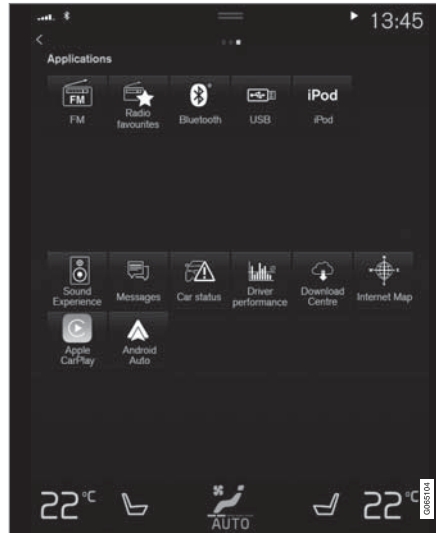 13:45
Applications
FM
iPod
FM
Radio
favourites
Bluetooth
USB
iPod
Sound
Experience
Messages
Car status
Driver
performance
Download
Centre
Internet Map
Apple
CarPlay
Android
Auto
22°C
AUTO
22°C
G065104